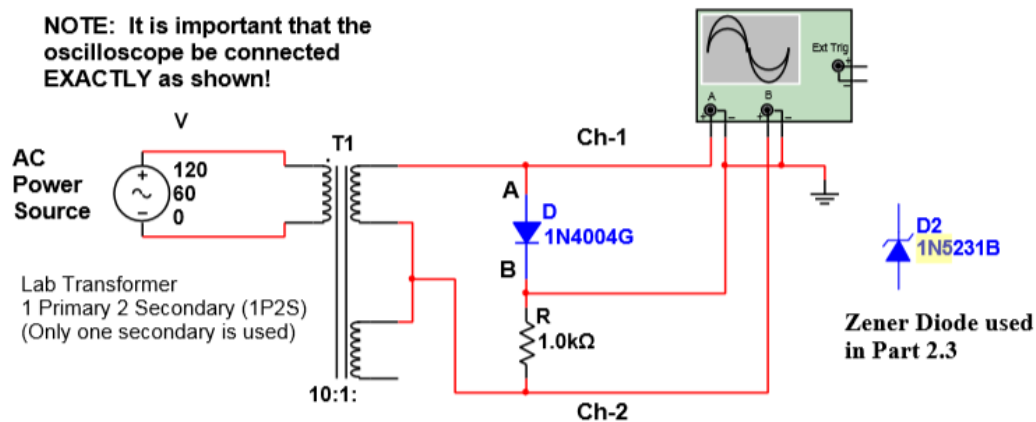 NOTE: It is important that the
oscilloscope be connected
EXACTLY as shown!
Ext Trig
+
−
A
B
+
−
+
−
V
T1
Ch-1
AC
Power
Source
+
~
−
120
60
0
A
D
1N4004G
B
D2
1N5231B
Lab Transformer
1 Primary 2 Secondary (1P2S)
(Only one secondary is used)
R
1.0kΩ
Zener Diode used
in Part 2.3
10:1:
Ch-2